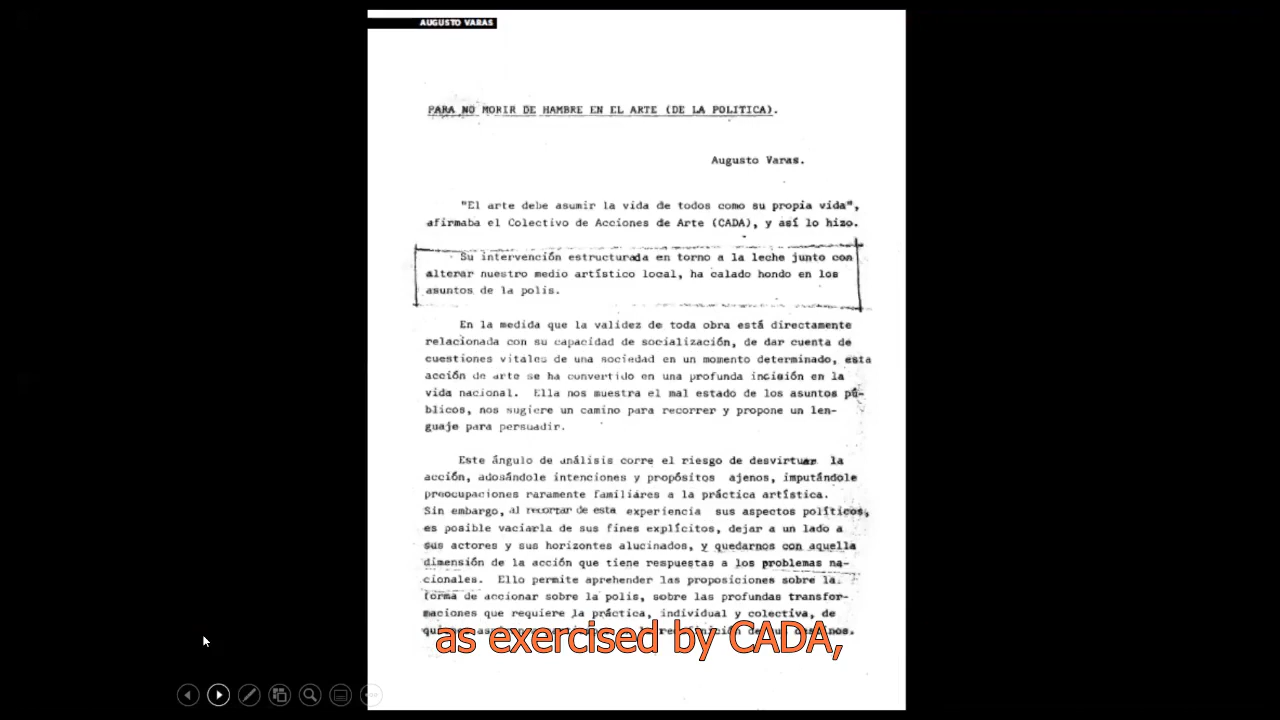 AUGUSTO VARAS
PARA NO MORIR DE HAMBRE EN EL ARTE (DE LA POLITICA).
Augusto Varas.
"El arte debe asumir la vida de todos como su propia vida",
afirmaba el Colectivo de Acciones de Arte (CADA), y así lo hizo.
Su intervención estructurada en torno a la leche junto con
alterar nuestro medio artístico local, ha calado hondo en los
asuntos de la polis.
En la medida que la validez de toda obra está directamente
relacionada con su capacidad de socialización, de dar cuenta de
cuestiones vitales de una sociedad en un momento determinado, esta
acción de arte se ha convertido en una profunda incisión en la
vida nacional. Ella nos muestra el mal estado de los asuntos pú-
blicos, nos sugiere un camino para recorrer y propone un len-
guaje para persuadir.
Este ángulo de análisis corre el riesgo de desvirtuar la
acción, adosándole intenciones y propósitos ajenos, imputándole
preocupaciones raramente familiares a la práctica artística.
Sin embargo, al recortar de esta experiencia sus aspectos políticos,
es posible vaciarla de sus fines explícitos, dejar a un lado a
sus actores y sus horizontes alucinados, y quedarnos con aquella
dimensión de la acción que tiene respuestas a los problemas na-
cionales. Ello permite aprehender las proposiciones sobre la
forma de accionar sobre la polis, sobre las profundas transfor-
maciones que requiere la práctica, individual y colectiva, de
as exercised by CADA,